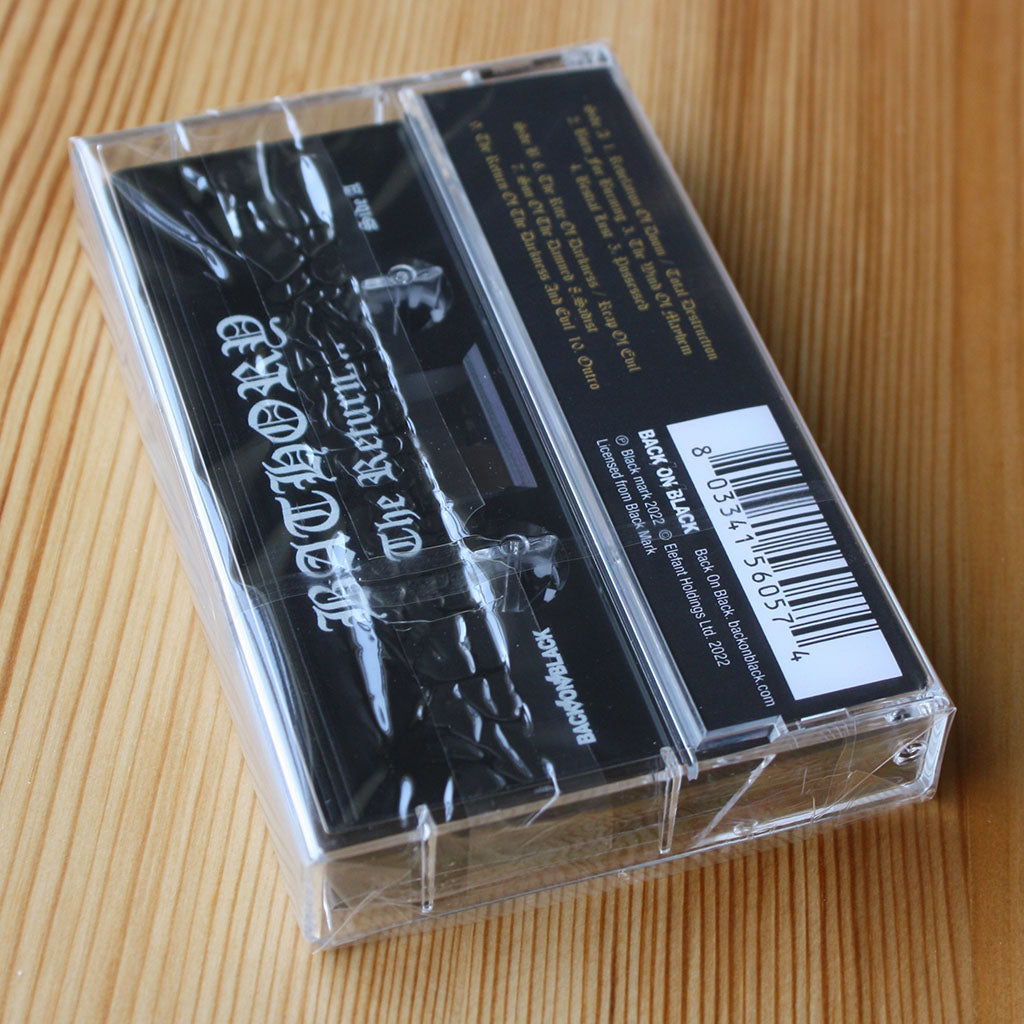 Side A 1. Revelation Of Doom / Total Destruction
2. Born For Burning 3. The Wind Of Mayhem
4. Bestial Lust 5. Possessed
Side B 6. The Rite Of Darkness / Reap Of Evil
7. Son Of The Damned 8. Sadist
9. The Return Of The Darkness And Evil 10. Outro
BACK ON BLACK
℗ Black mark 2022 © Elefant Holdings Ltd. 2022
Licensed from Black Mark
Back On Black. backonblack.com
8 03341 56057 4
BATHORY
The Return...
Side B
BACK ON BLACK